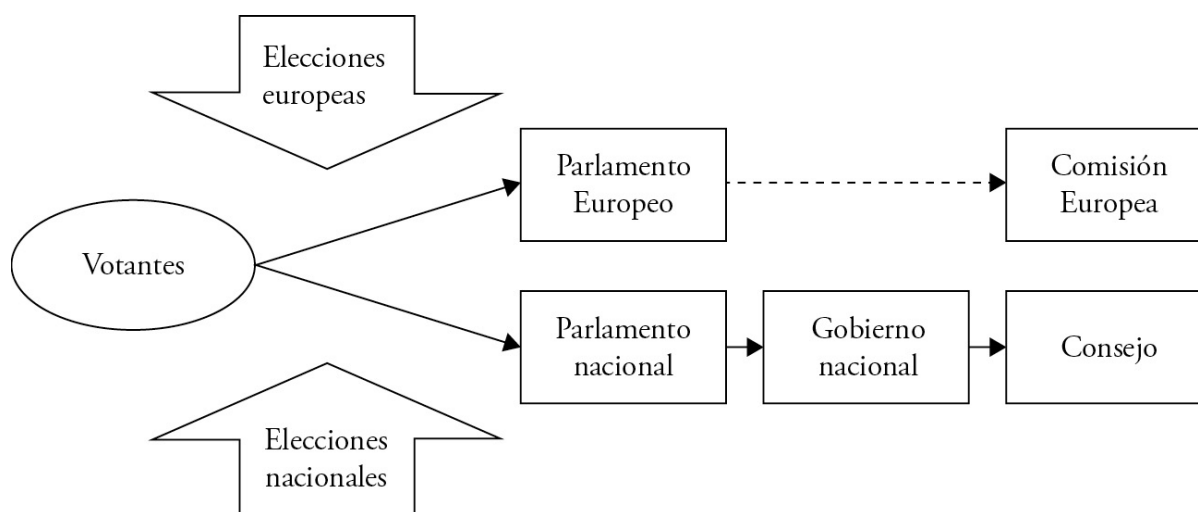 Elecciones
europeas
Parlamento
Europeo
Comisión
Europea
Votantes
Parlamento
nacional
Gobierno
nacional
Consejo
Elecciones
nacionales